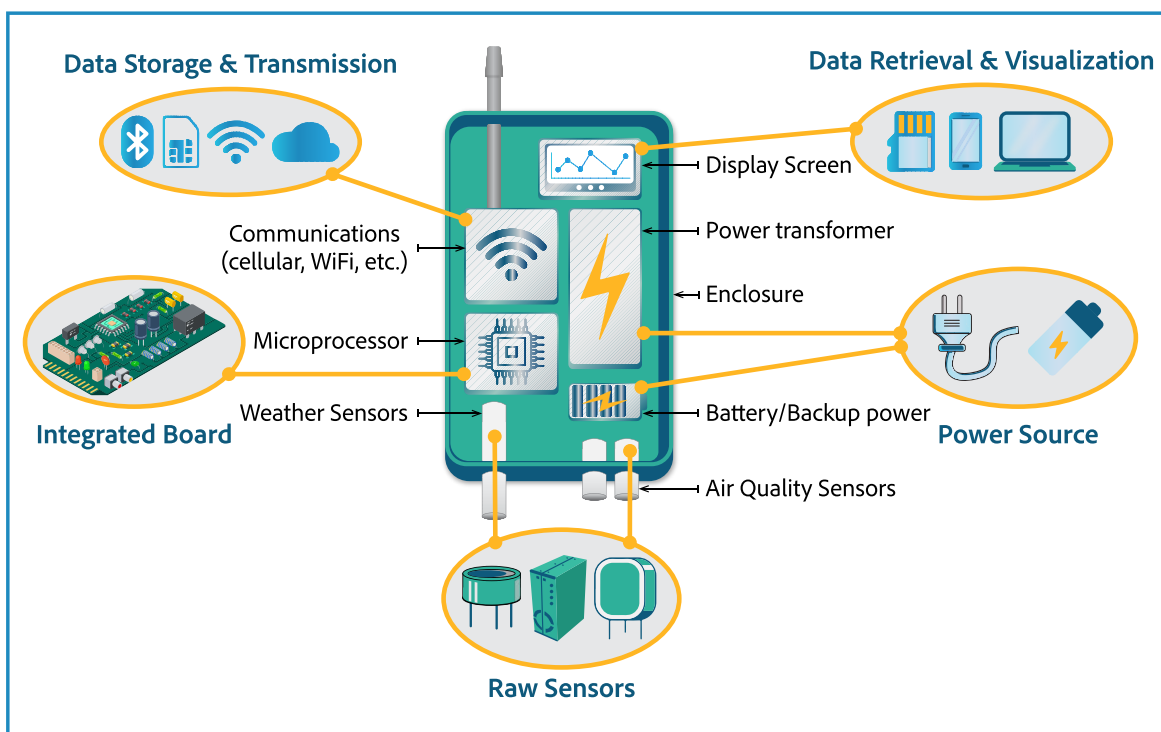 Data Storage & Transmission
Data Retrieval & Visualization
Display Screen
Communications
(cellular, WiFi, etc.)
Power transformer
Enclosure
Microprocessor
Weather Sensors
Battery/Backup power
Integrated Board
Power Source
Air Quality Sensors
Raw Sensors